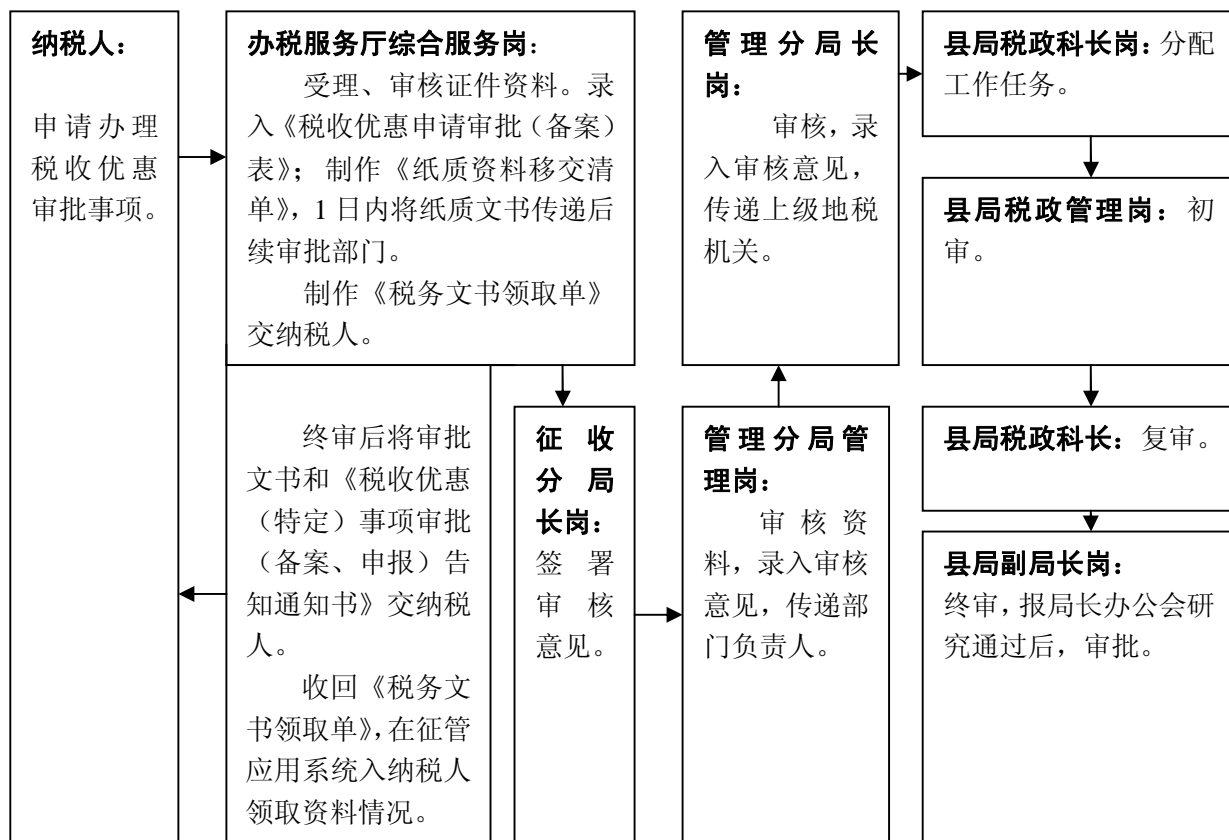 纳税人：
申请办理
税收优惠
审批事项。
办税服务厅综合服务岗：
受理、审核证件资料。录
入《税收优惠申请审批（备案）
表》；制作《纸质资料移交清
单》，1 日内将纸质文书传递后
续审批部门。
制作《税务文书领取单》
交纳税人。
终审后将审批
文书和《税收优惠
（特定）事项审批
（备案、申报）告
知通知书》交纳税
人。
收回《税务文
书领取单》，在征管
应用系统入纳税人
领取资料情况。
征收
分局
长岗：
签署
审核
意见。
管理分局管
理岗：
审核资
料，录入审核
意见，传递部
门负责人。
管理分局长
岗：
审核，录
入审核意见，
传递上级地税
机关。
县局税政科长岗：分配
工作任务。
县局税政管理岗：初
审。
县局税政科长：复审。
县局副局长岗：
终审，报局长办公会研
究通过后，审批。